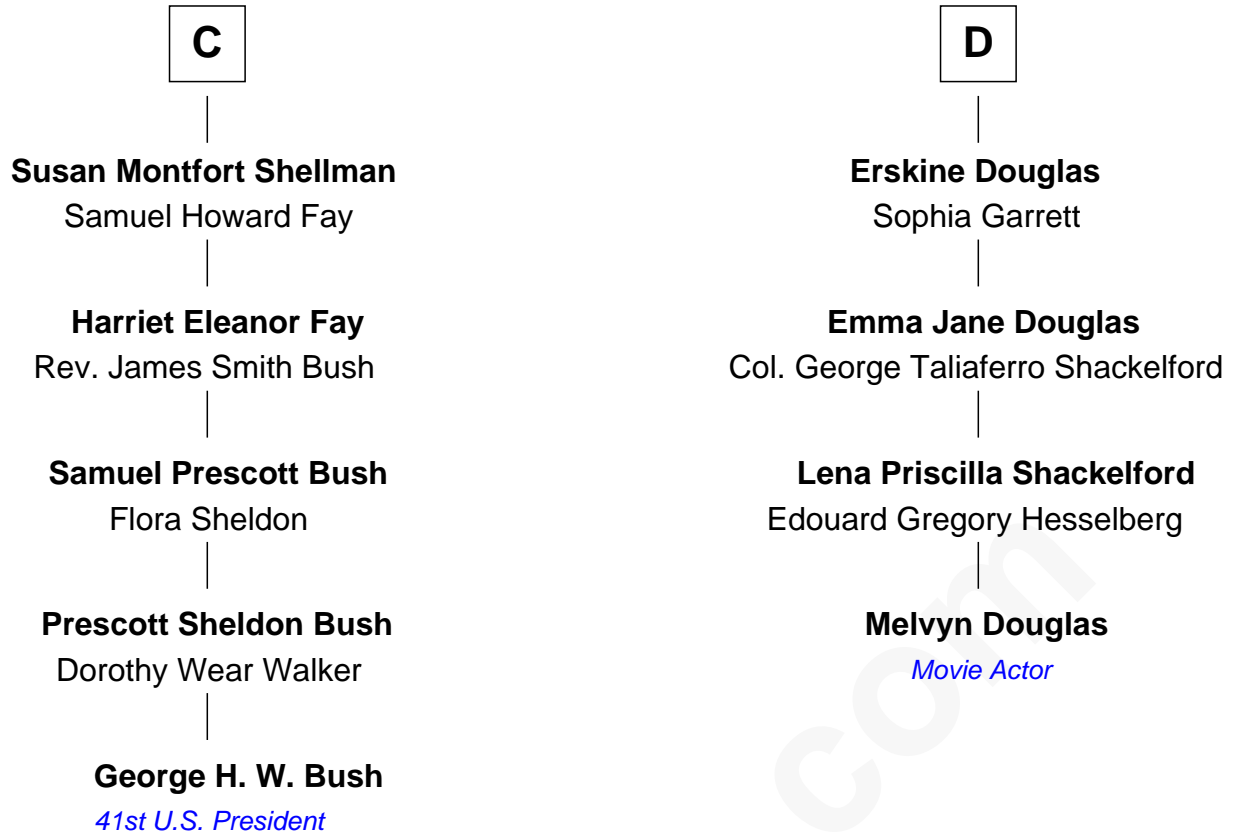 C
Susan Montfort Shellman
Samuel Howard Fay
Harriet Eleanor Fay
Rev. James Smith Bush
Samuel Prescott Bush
Flora Sheldon
Prescott Sheldon Bush
Dorothy Wear Walker
George H. W. Bush
41st U.S. President
D
Erskine Douglas
Sophia Garrett
Emma Jane Douglas
Col. George Taliaferro Shackelford
Lena Priscilla Shackelford
Edouard Gregory Hesselberg
Melvyn Douglas
Movie Actor
com